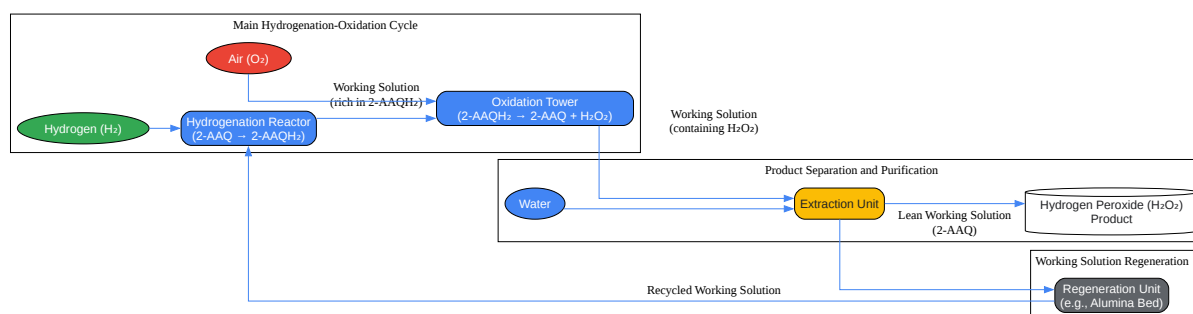 Main Hydrogenation-Oxidation Cycle
Air (O₂)
Working Solution
(rich in 2-AAQH₂)
Hydrogen (H₂)
Hydrogenation Reactor
(2-AAQ → 2-AAQH₂)
Oxidation Tower
(2-AAQH₂ → 2-AAQ + H₂O₂)
Working Solution
(containing H₂O₂)
Product Separation and Purification
Water
Extraction Unit
Lean Working Solution
(2-AAQ)
Hydrogen Peroxide (H₂O₂)
Product
Working Solution Regeneration
Regeneration Unit
(e.g., Alumina Bed)
Recycled Working Solution